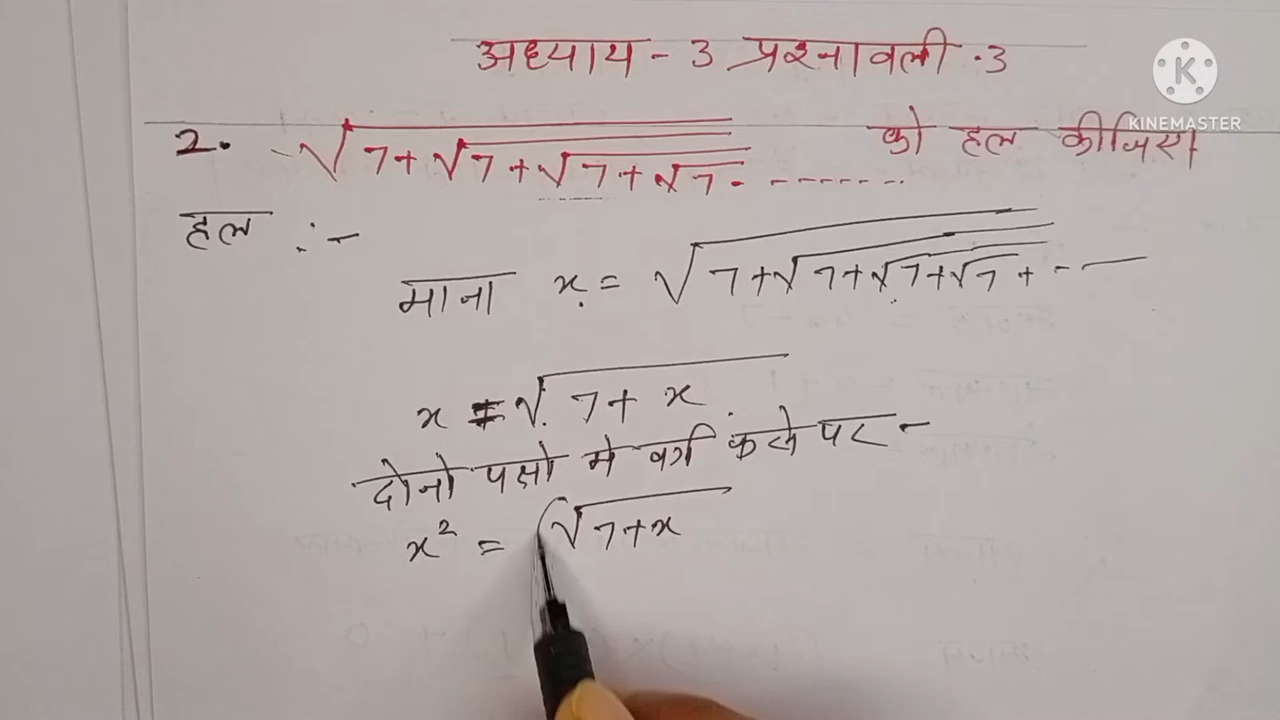 अध्याय - 3 प्रश्नावली .3
K
KINEMASTER
2. √7+√7+√7+√7. ------- को हल कीजिए
हल :-
माना x = √7+√7+√7+√7+ ---
x = √7+x
दोनो पक्षो मे वर्ग करने पर -
x² = (√7+x